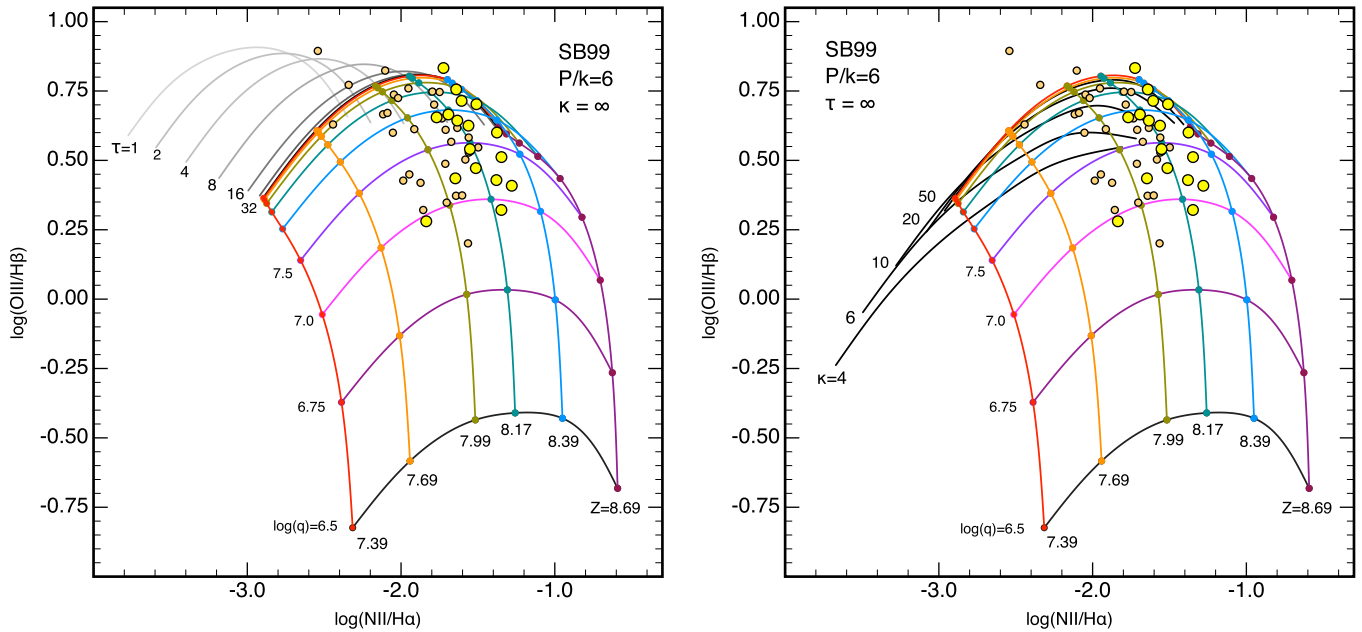 1.00
0.75
0.50
0.25
0.00
-0.25
-0.50
-0.75
log(OIII/Hβ)
-3.0
-2.0
-1.0
log(NII/Hα)
SB99
P/k=6
κ = ∞
τ=1
2
4
8
16
32
7.5
7.0
6.75
log(q)=6.5
7.39
7.69
7.99
8.17
8.39
Z=8.69
1.00
0.75
0.50
0.25
0.00
-0.25
-0.50
-0.75
log(OIII/Hβ)
-3.0
-2.0
-1.0
log(NII/Hα)
SB99
P/k=6
τ = ∞
50
20
10
6
κ=4
7.5
7.0
6.75
log(q)=6.5
7.39
7.69
7.99
8.17
8.39
Z=8.69